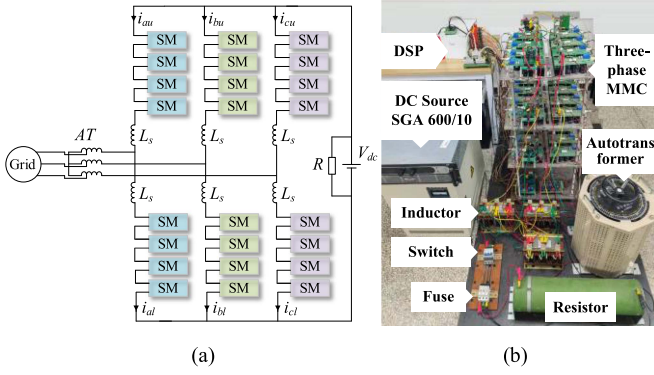 i_au i_bu i_cu
SM SM SM
SM SM SM
SM SM SM
SM SM SM
AT L_s L_s L_s
Grid R V_dc
L_s L_s L_s
SM SM SM
SM SM SM
SM SM SM
SM SM SM
i_al i_bl i_cl
(a)
DSP
Three-
phase
MMC
DC Source
SGA 600/10
Autotrans
former
Inductor
Switch
Fuse
Resistor
(b)